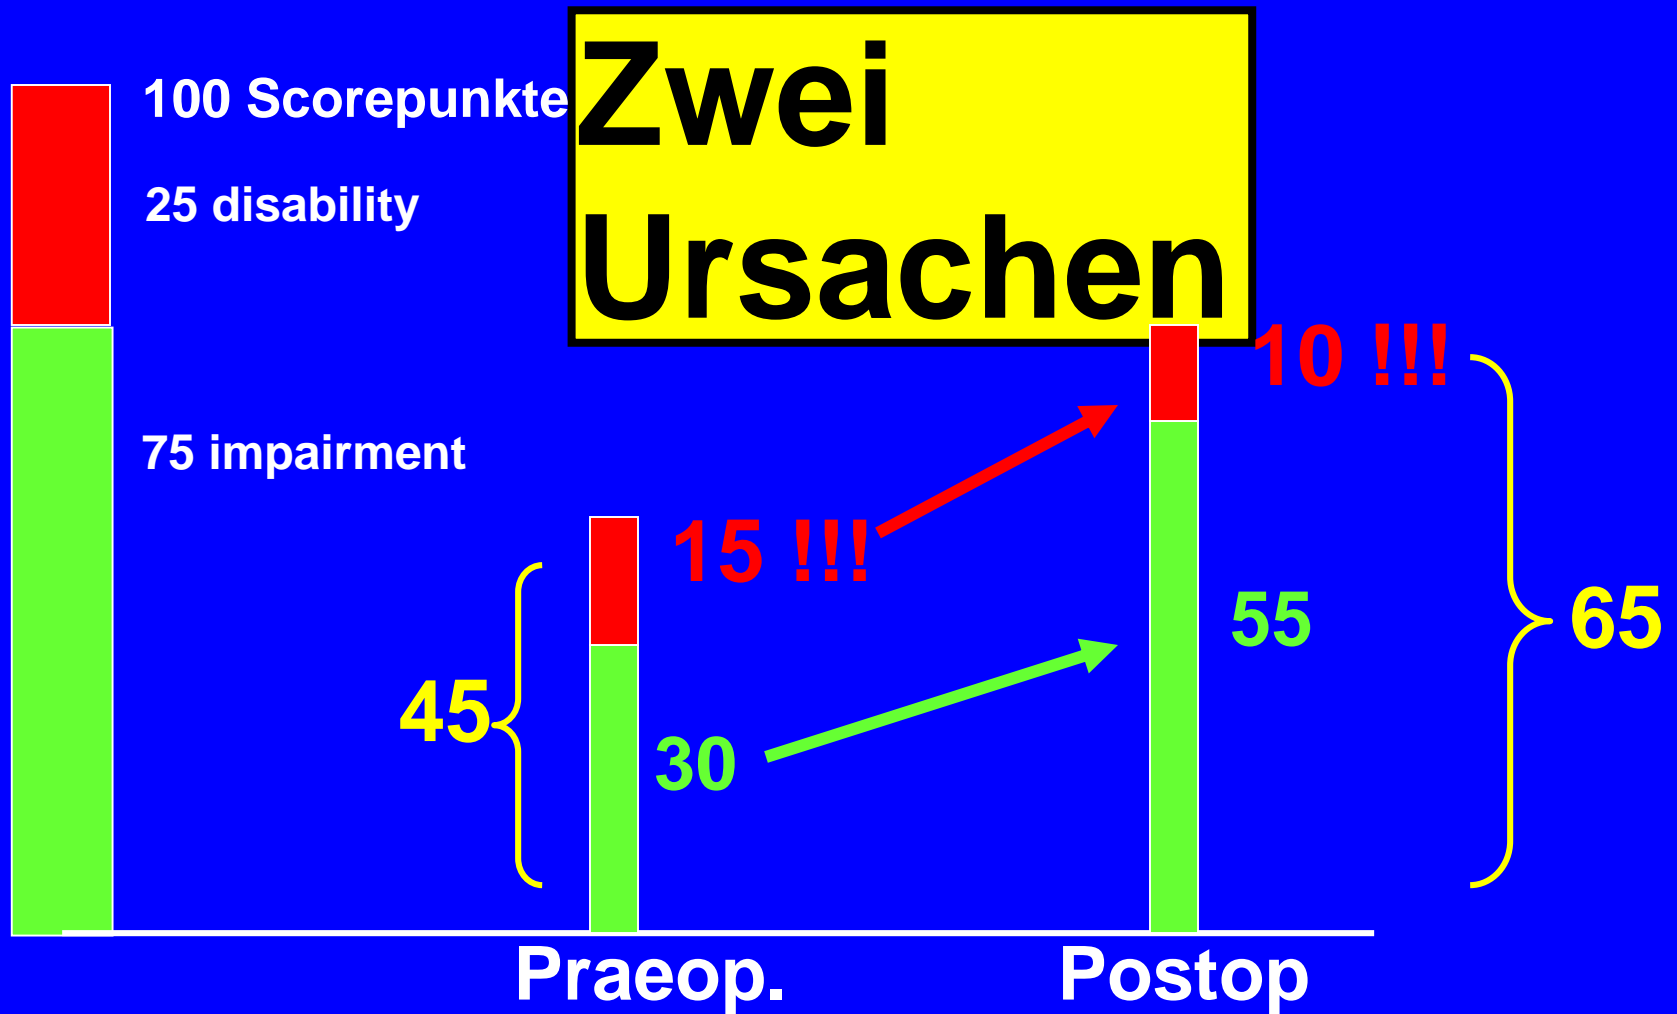 Zwei
Ursachen
100 Scorepunkte
25 disability
75 impairment
10 !!!
15 !!!
55
65
45
30
Praeop.
Postop